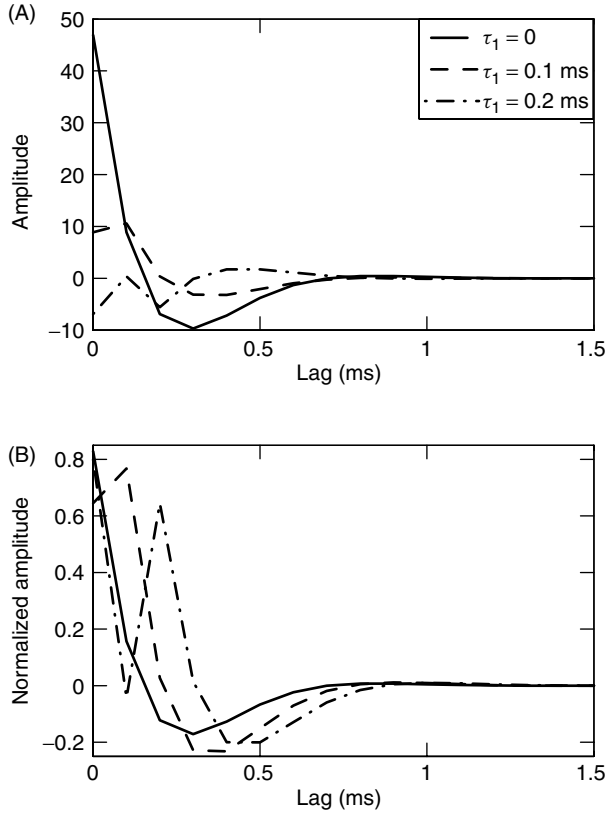 (A)
50
40
30
20
10
0
−10
Amplitude
τ1 = 0
τ1 = 0.1 ms
τ1 = 0.2 ms
0
0.5
1
1.5
Lag (ms)
(B)
0.8
0.6
0.4
0.2
0
−0.2
Normalized amplitude
0
0.5
1
1.5
Lag (ms)